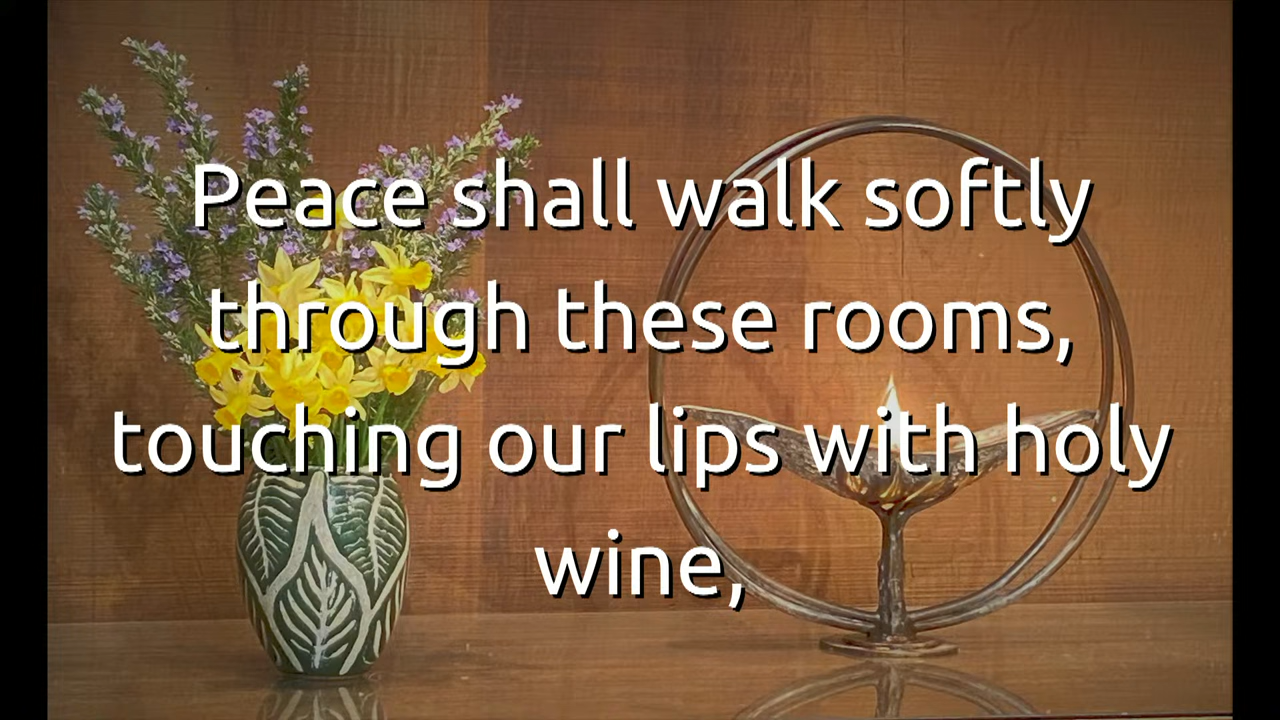 Peace shall walk softly
through these rooms,
touching our lips with holy
wine,